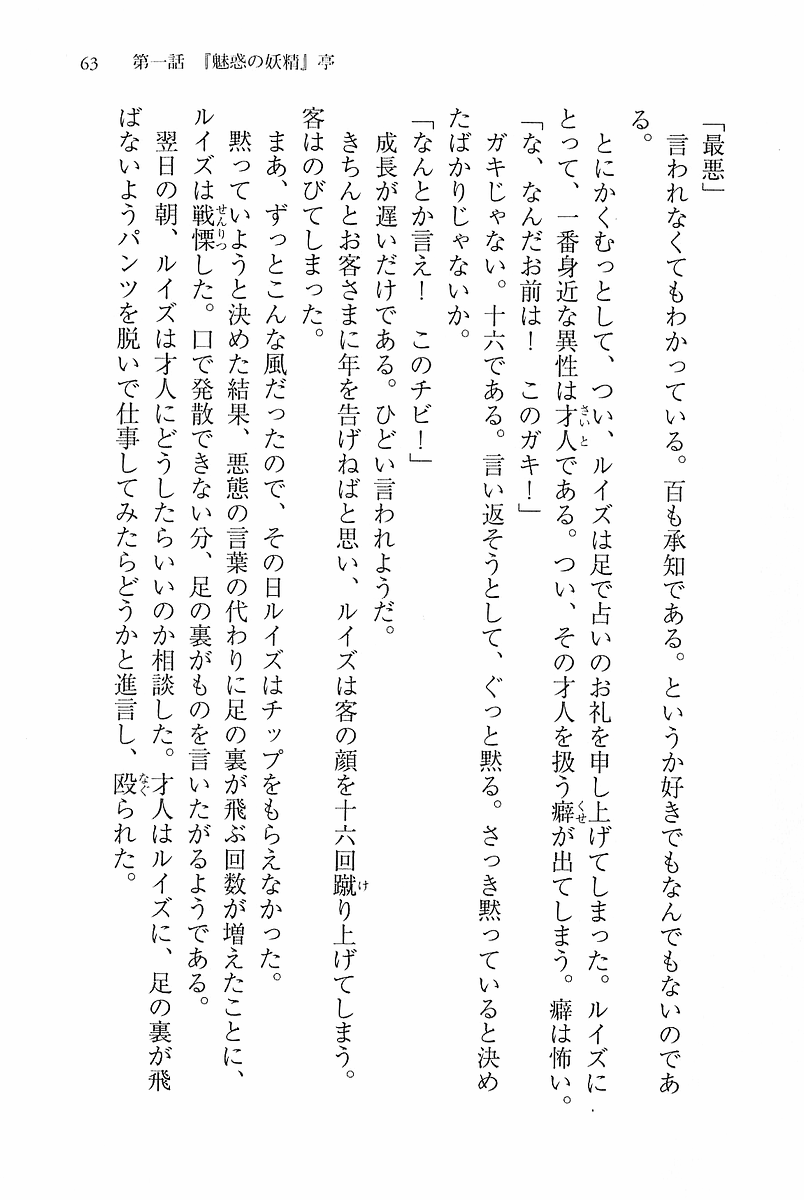 63　第一話　『魅惑の妖精』亭
「最悪」
　言われなくてもわかっている。百も承知である。というか好きでもなんでもないのであ
る。
　とにかくむっとして、つい、ルイズは足で占いのお礼を申し上げてしまった。ルイズに
とって、一番身近な異性は才人である。つい、その才人を扱う癖が出てしまう。癖は怖い。
「な、なんだお前は！　このガキ！」
　ガキじゃない。十六である。言い返そうとして、ぐっと黙る。さっき黙っていると決め
たばかりじゃないか。
「なんとか言え！　このチビ！」
　成長が遅いだけである。ひどい言われようだ。
　きちんとお客さまに年を告げねばと思い、ルイズは客の顔を十六回蹴り上げてしまう。
客はのびてしまった。
　まあ、ずっとこんな風だったので、その日ルイズはチップをもらえなかった。
　黙っていようと決めた結果、悪態の言葉の代わりに足の裏が飛ぶ回数が増えたことに、
ルイズは戦慄した。口で発散できない分、足の裏がものを言いたがるようである。
　翌日の朝、ルイズは才人にどうしたらいいのか相談した。才人はルイズに、足の裏が飛
ばないようパンツを脱いで仕事してみたらどうかと進言し、殴られた。